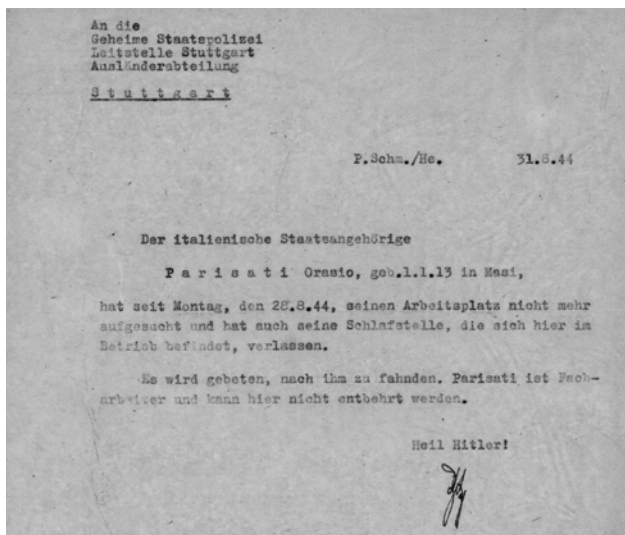 An die
Geheime Staatspolizei
Leitstelle Stuttgart
Ausländerabteilung
S t u t t g a r t
P.Schm./He. 31.8.44
Der italienische Staatsangehörige
P a r i s a t i Orasio, geb.1.1.13 in Masi,
hat seit Montag, den 28.8.44, seinen Arbeitsplatz nicht mehr
aufgesucht und hat auch seine Schlafstelle, die sich hier im
Betrieb befindet, verlassen.
Es wird gebeten, nach ihm zu fahnden. Parisati ist Fach-
arbeiter und kann hier nicht entbehrt werden.
Heil Hitler!